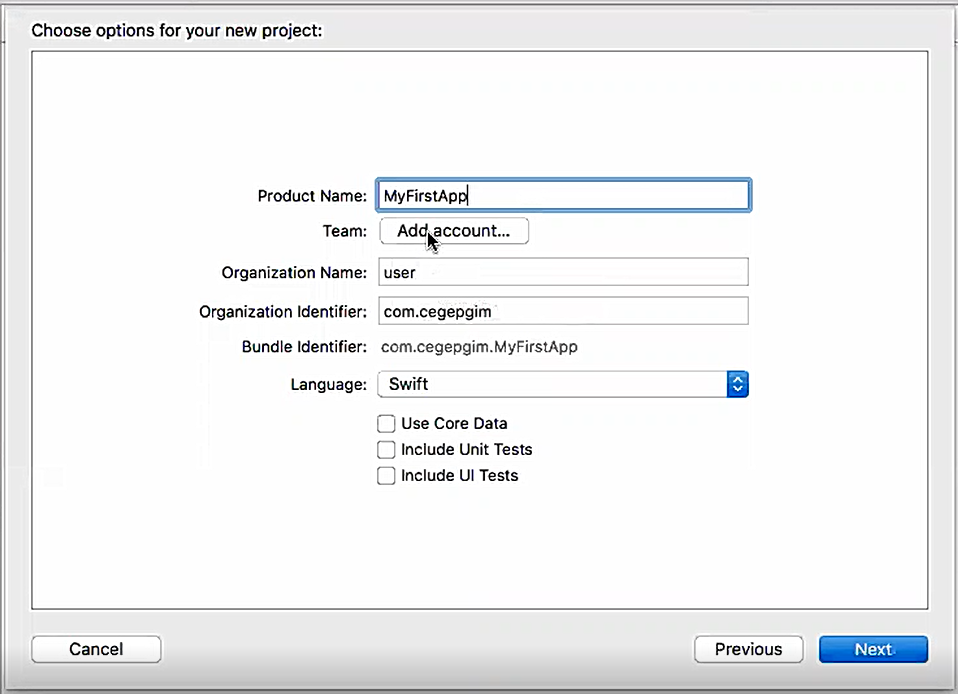 Choose options for your new project:
Product Name: MyFirstApp
Team: Add account...
Organization Name: user
Organization Identifier: com.cegepgim
Bundle Identifier: com.cegepgim.MyFirstApp
Language: Swift
Use Core Data
Include Unit Tests
Include UI Tests
Cancel Previous Next